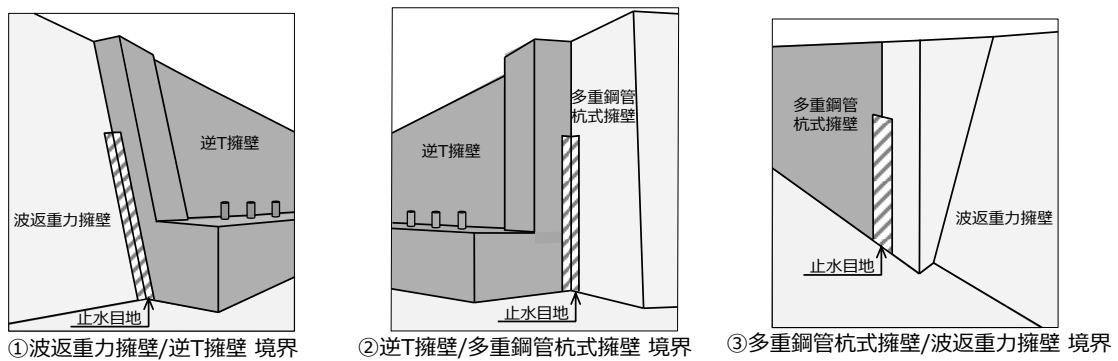 波返重力擁壁
逆T擁壁
止水目地
①波返重力擁壁/逆T擁壁 境界
逆T擁壁
多重鋼管
杭式擁壁
止水目地
②逆T擁壁/多重鋼管杭式擁壁 境界
多重鋼管
杭式擁壁
波返重力擁壁
止水目地
③多重鋼管杭式擁壁/波返重力擁壁 境界